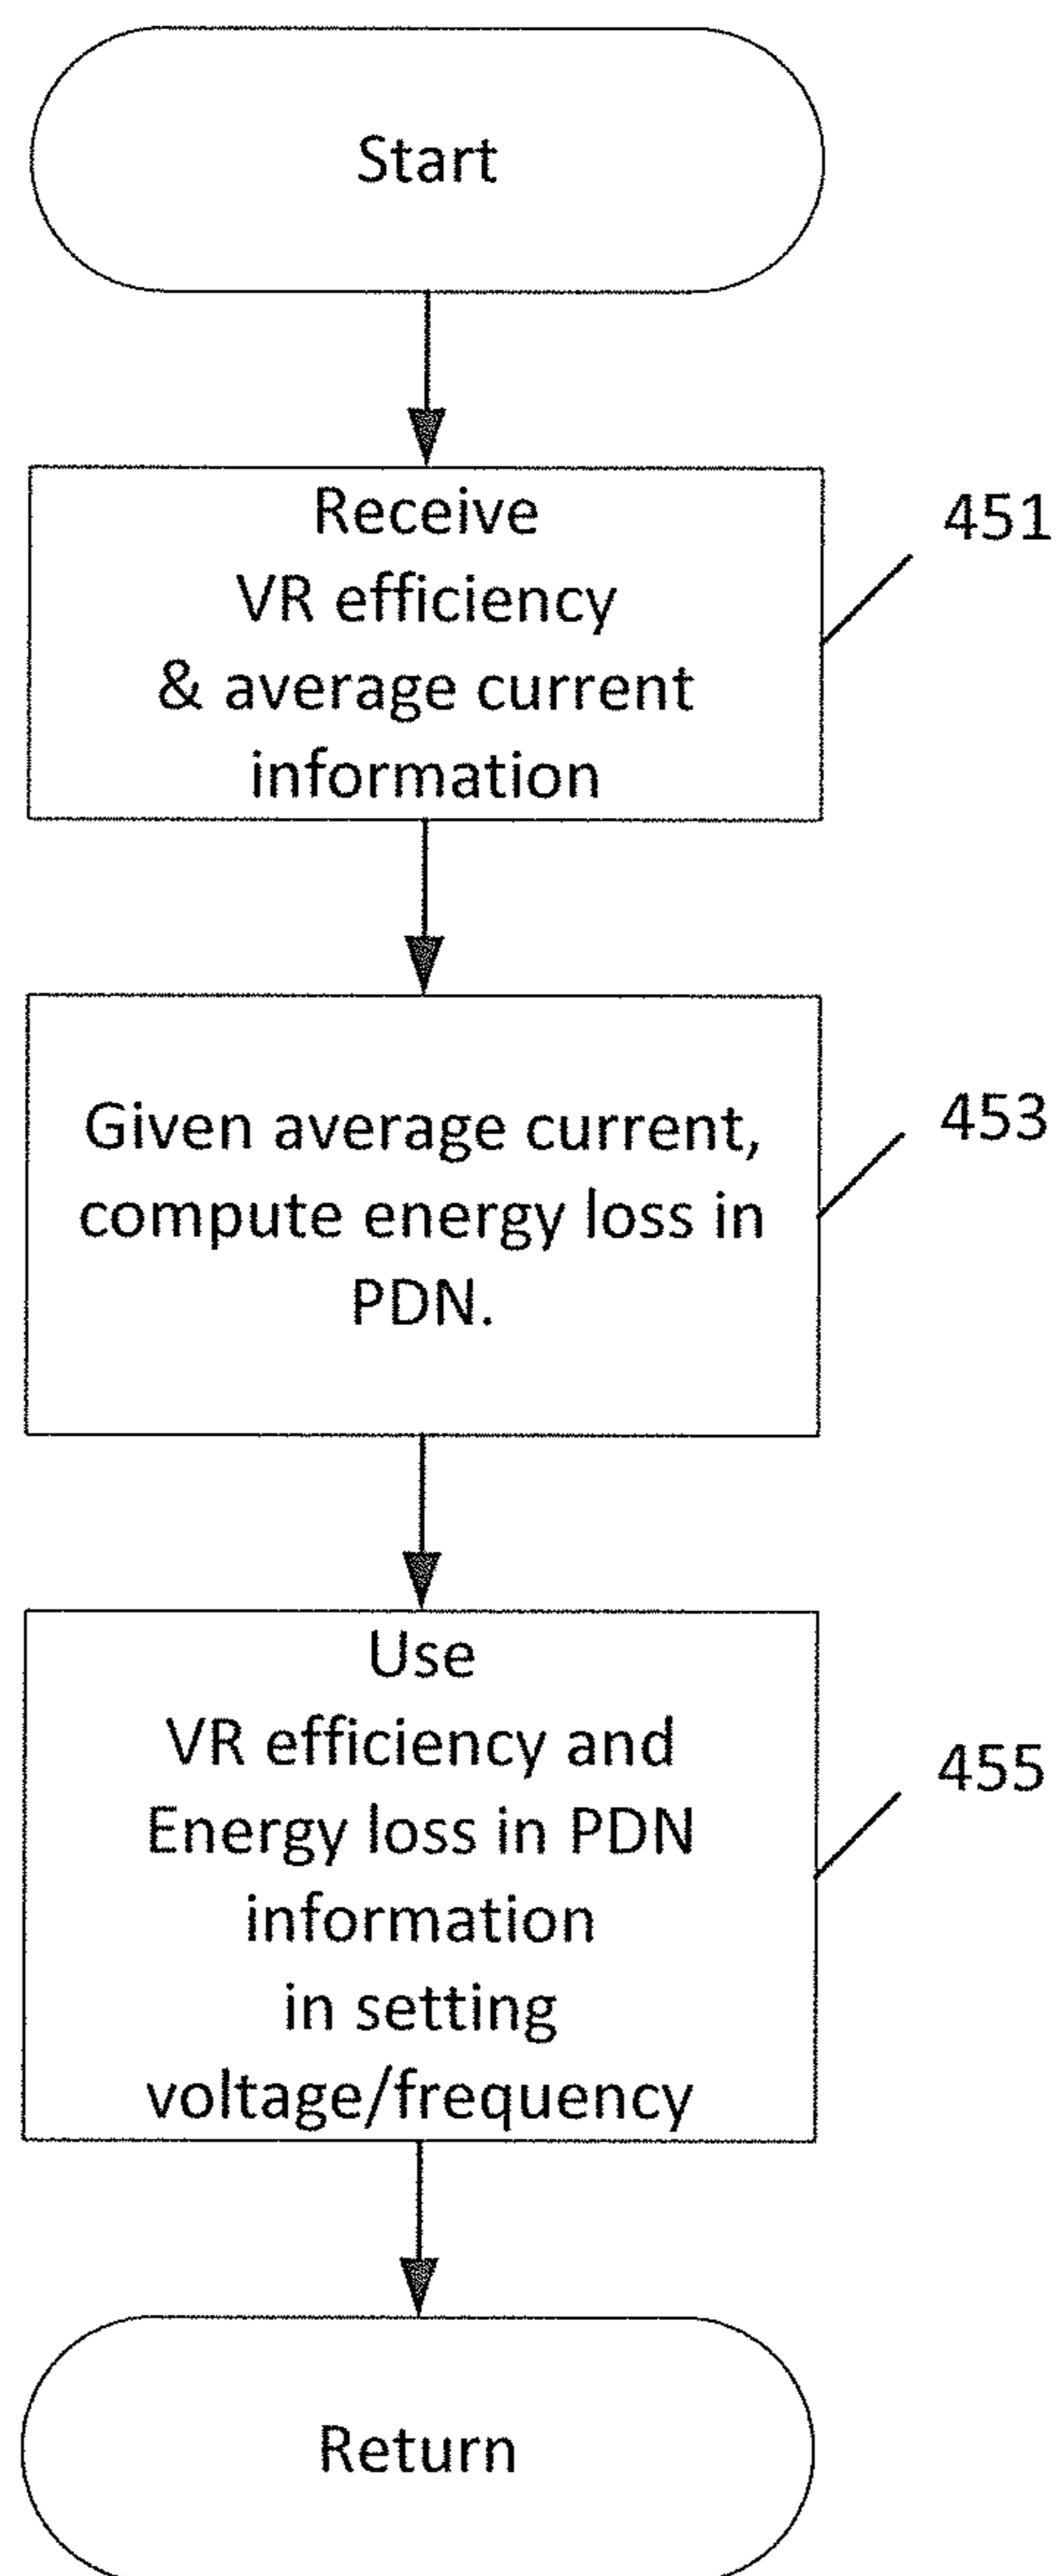 Start
Receive
VR efficiency
& average current
information
451
Given average current,
compute energy loss in
PDN.
453
Use
VR efficiency and
Energy loss in PDN
information
in setting
voltage/frequency
455
Return